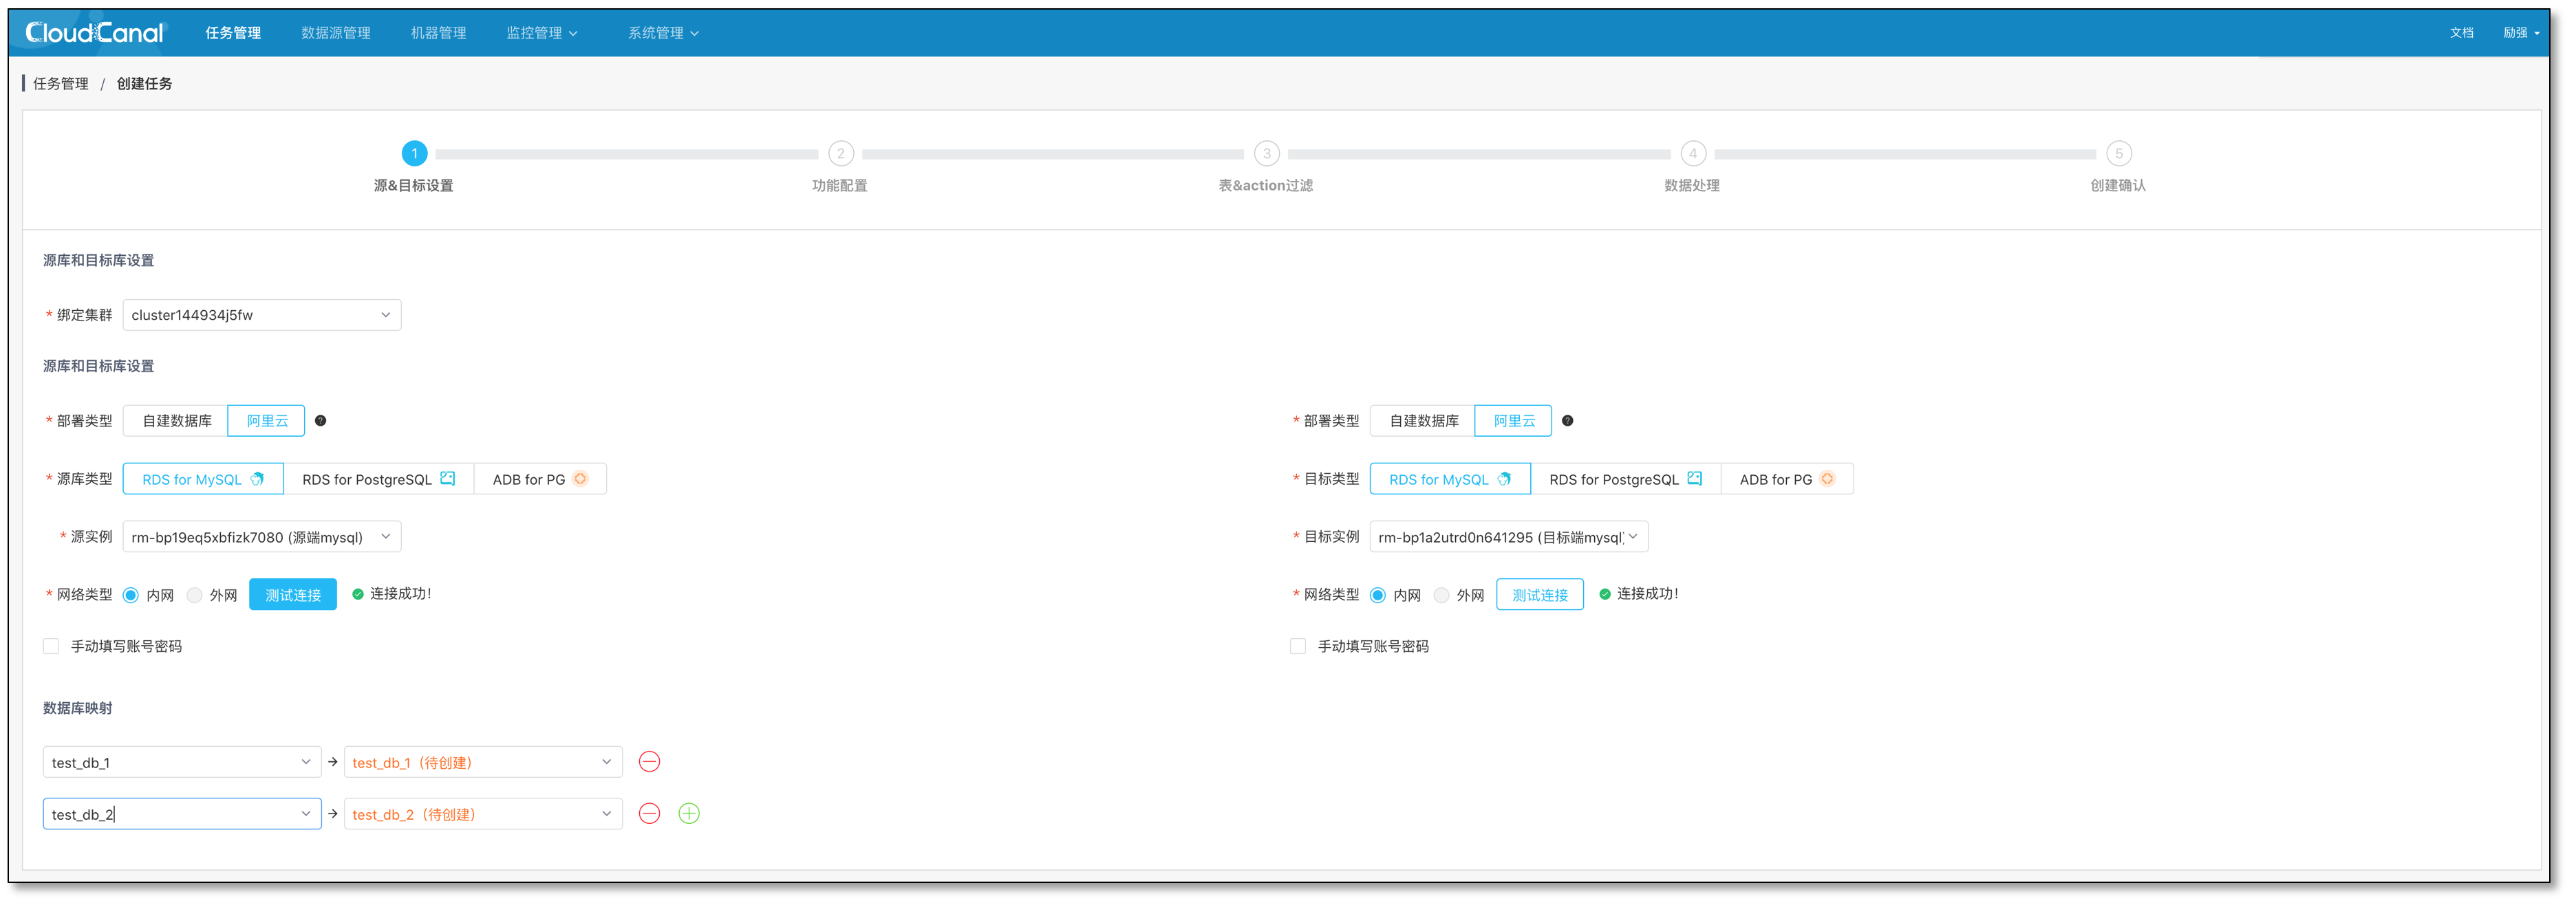 CloudCanal 任务管理 数据源管理 机器管理 监控管理 系统管理 文档 励强
任务管理 / 创建任务
1 2 3 4 5
源&目标设置 功能配置 表&action过滤 数据处理 创建确认
源库和目标库设置
* 绑定集群 cluster144934j5fw
源库和目标库设置
* 部署类型 自建数据库 阿里云 ? * 部署类型 自建数据库 阿里云 ?
* 源库类型 RDS for MySQL RDS for PostgreSQL ADB for PG * 目标类型 RDS for MySQL RDS for PostgreSQL ADB for PG
* 源实例 rm-bp19eq5xbfizk7080 (源端mysql) * 目标实例 rm-bp1a2utrd0n641295 (目标端mysql)
* 网络类型 内网 外网 测试连接 连接成功! * 网络类型 内网 外网 测试连接 连接成功!
手动填写账号密码 手动填写账号密码
数据库映射
test_db_1 → test_db_1（待创建）
test_db_2 → test_db_2（待创建）